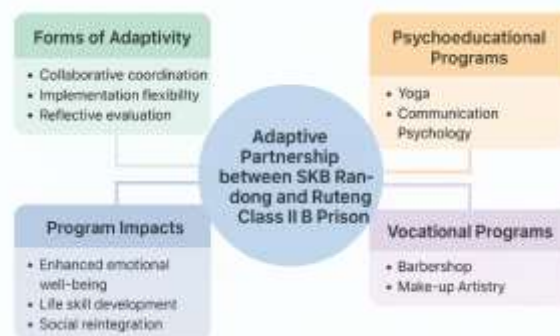 Forms of Adaptivity
• Collaborative coordination
• Implementation flexibility
• Reflective evaluation
Psychoeducational
Programs
• Yoga
• Communication
Psychology
Adaptive
Partnership
between SKB Ran-
dong and Ruteng
Class II B Prison
Program Impacts
• Enhanced emotional
well-being
• Life skill development
• Social reintegration
Vocational Programs
• Barbershop
• Make-up Artistry